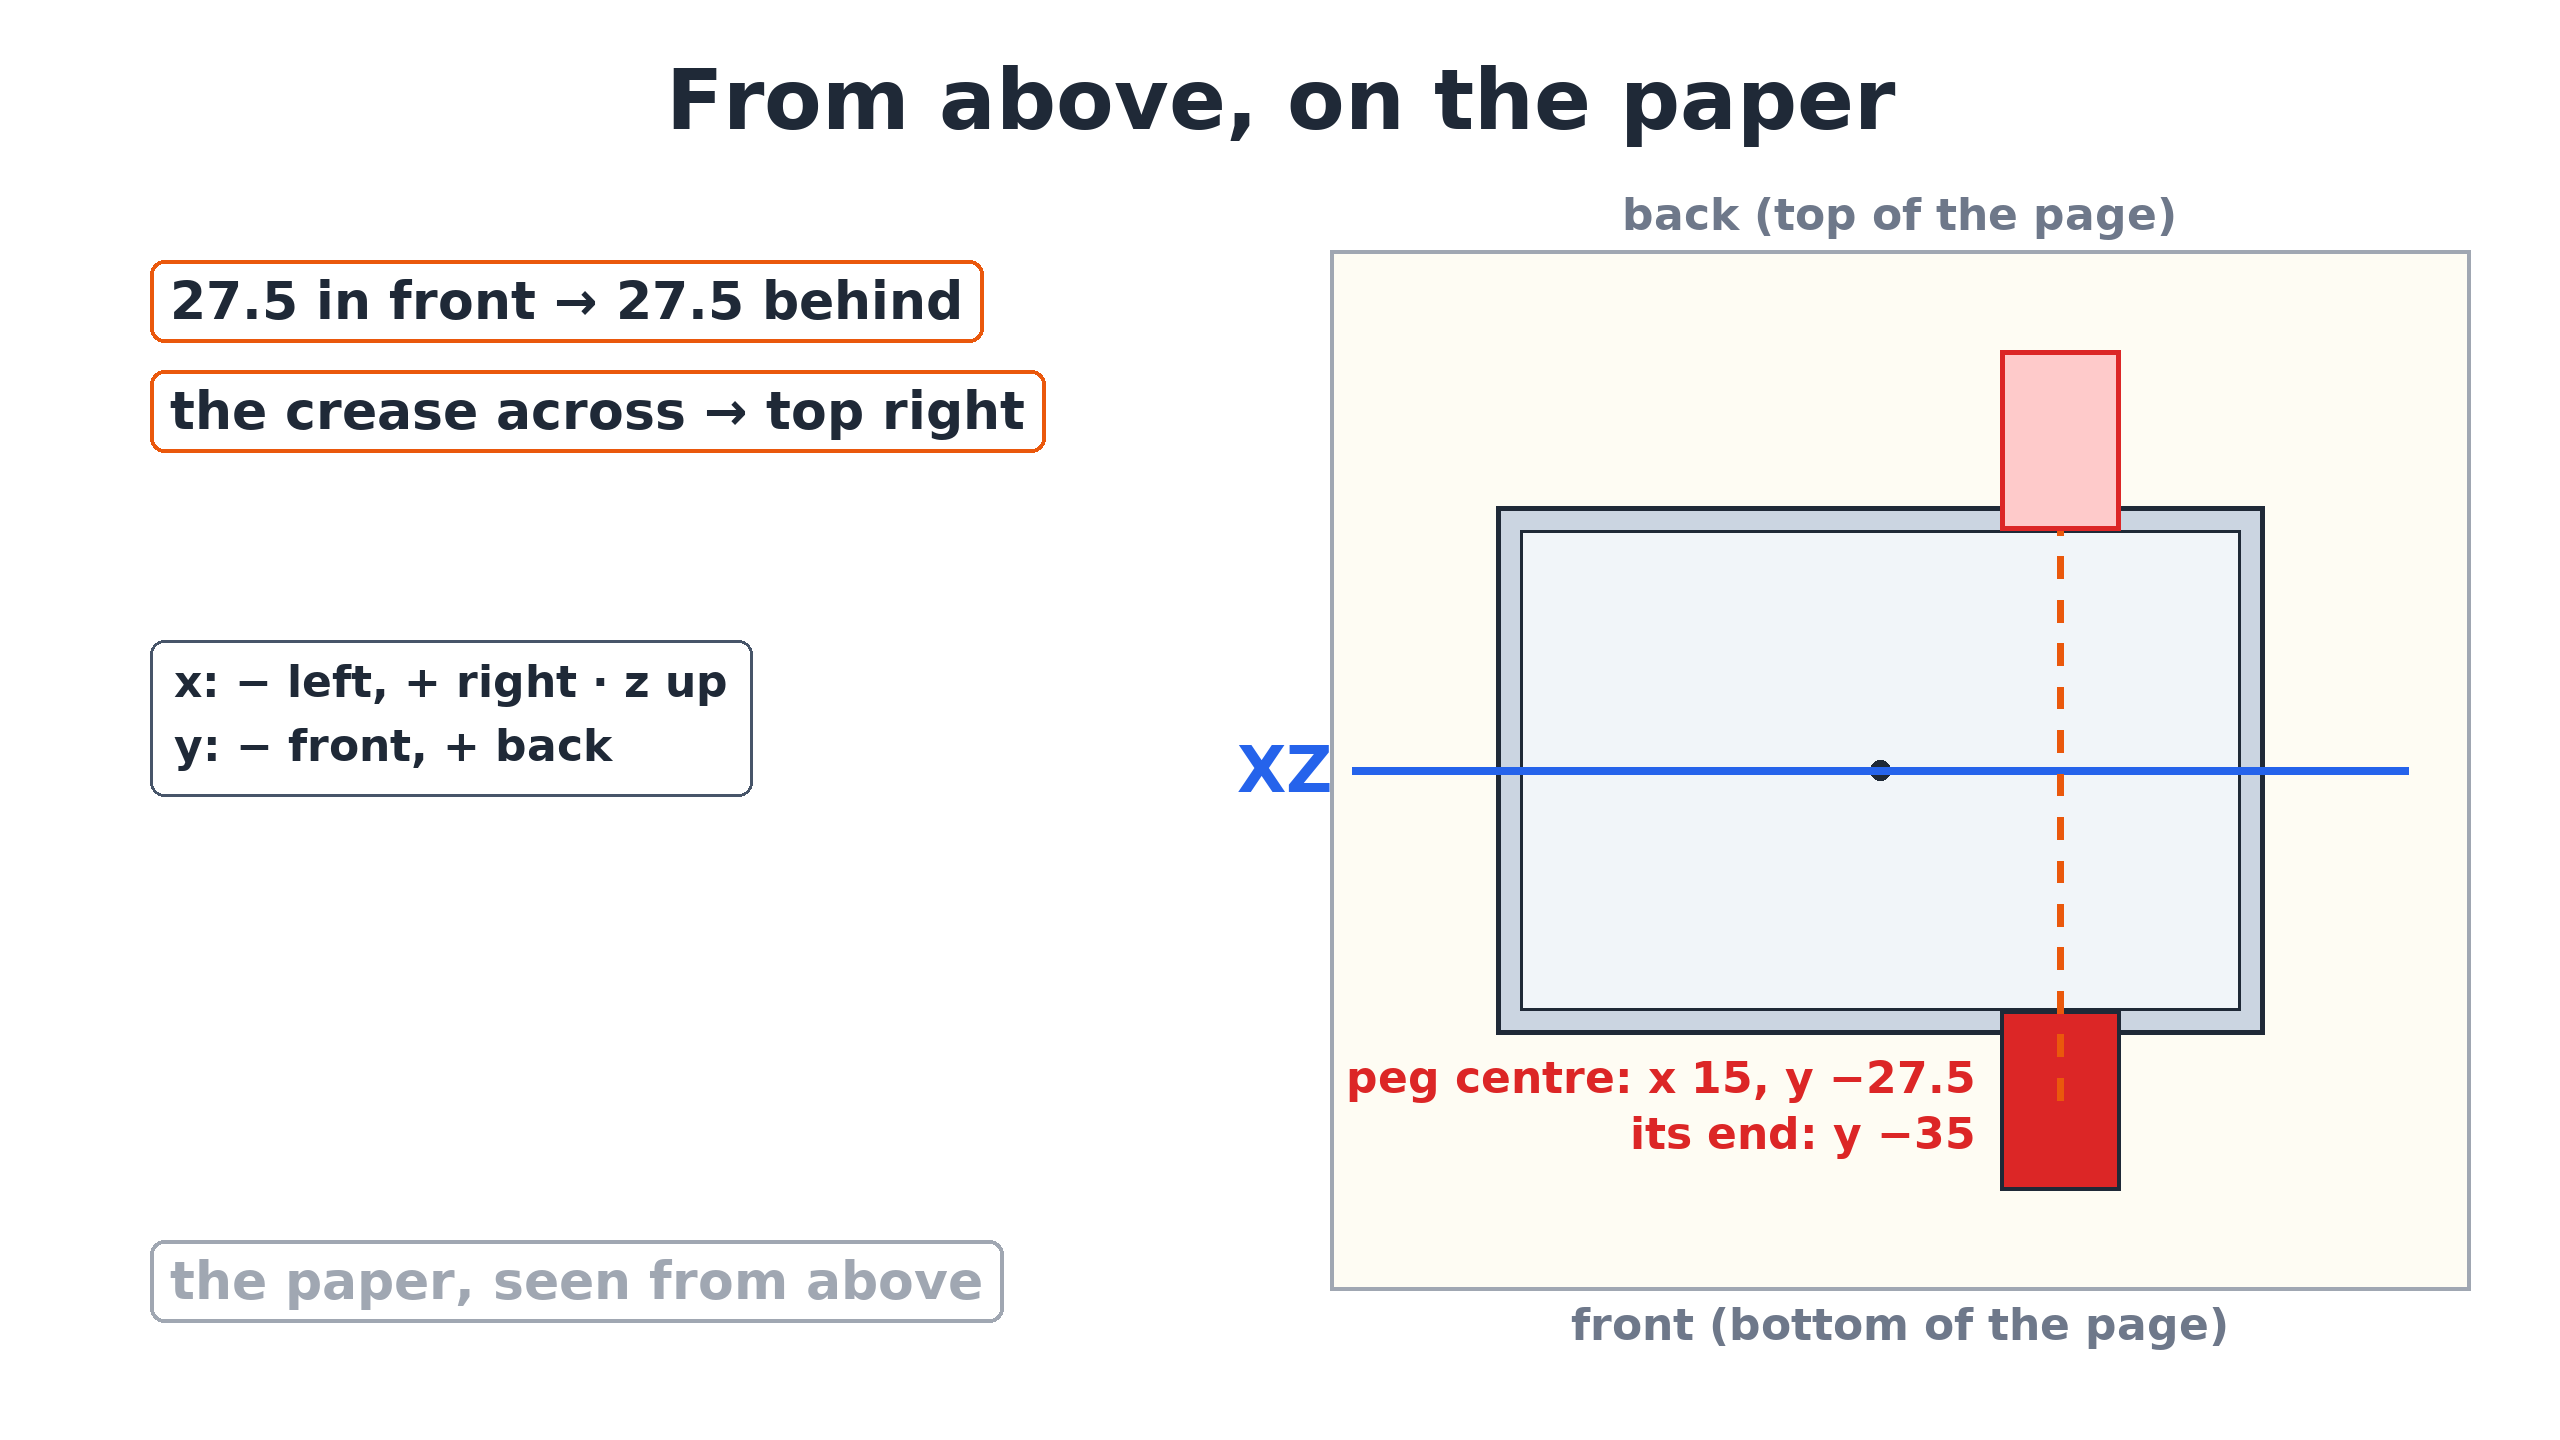 From above, on the paper
back (top of the page)
27.5 in front → 27.5 behind
the crease across → top right
x: − left, + right · z up
y: − front, + back
XZ
peg centre: x 15, y −27.5
its end: y −35
the paper, seen from above
front (bottom of the page)